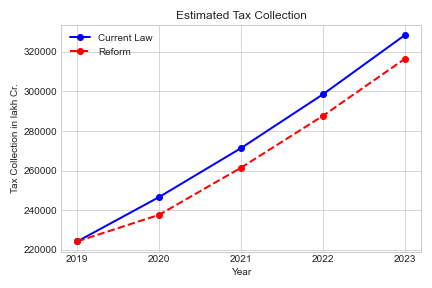 Estimated Tax Collection
Current Law
Reform
320000
300000
280000
260000
240000
220000
Tax Collection in lakh Cr.
2019 2020 2021 2022 2023
Year